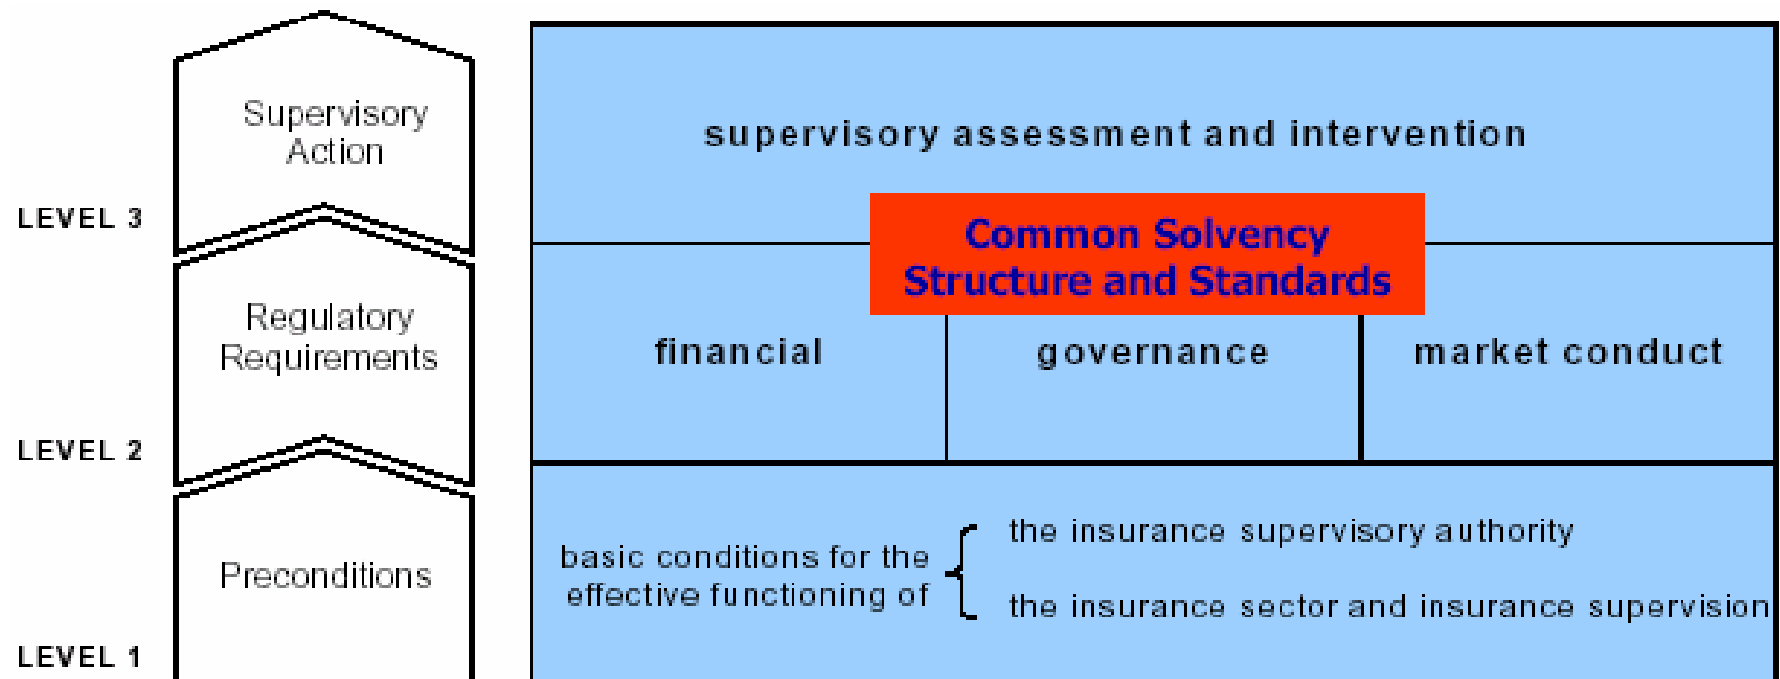 Supervisory
Action
LEVEL 3
supervisory assessment and intervention
Common Solvency
Structure and Standards
Regulatory
Requirements
LEVEL 2
financial
governance
market conduct
Preconditions
LEVEL 1
basic conditions for the
effective functioning of
the insurance supervisory authority
the insurance sector and insurance supervision